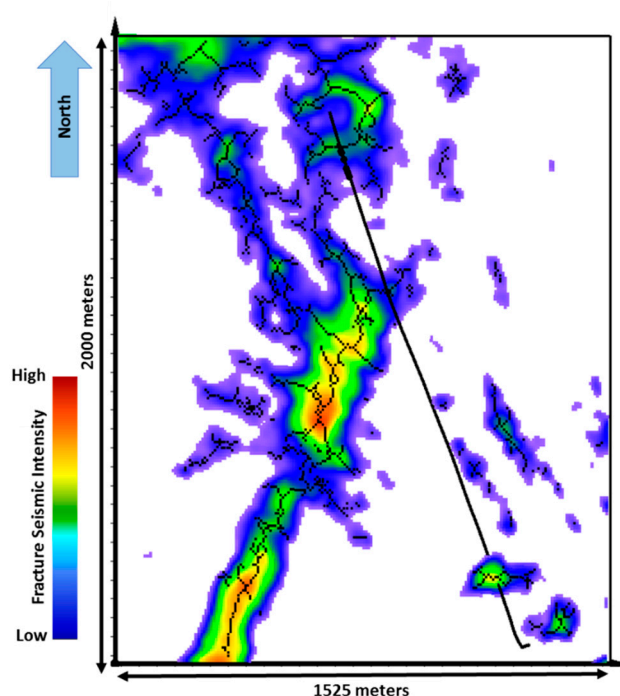 North
2000 meters
High
Fracture Seismic Intensity
Low
1525 meters